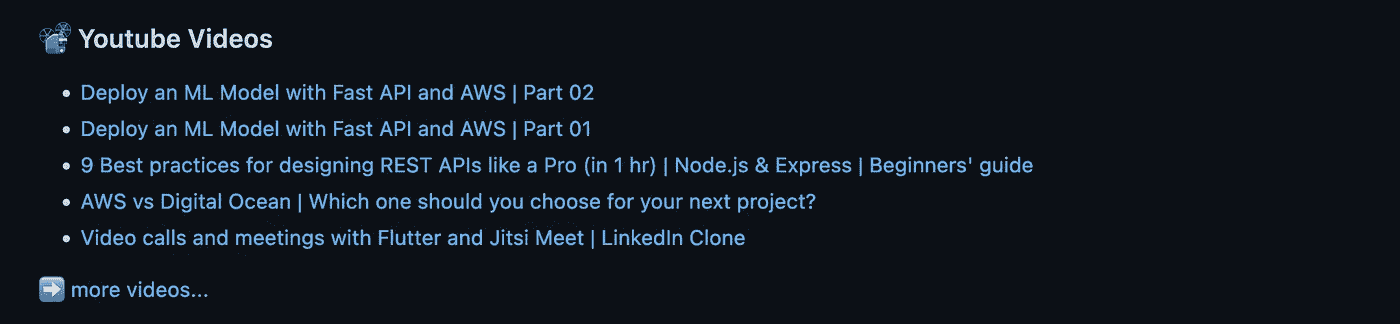 Youtube Videos
Deploy an ML Model with Fast API and AWS | Part 02
Deploy an ML Model with Fast API and AWS | Part 01
9 Best practices for designing REST APIs like a Pro (in 1 hr) | Node.js & Express | Beginners' guide
AWS vs Digital Ocean | Which one should you choose for your next project?
Video calls and meetings with Flutter and Jitsi Meet | LinkedIn Clone
more videos...